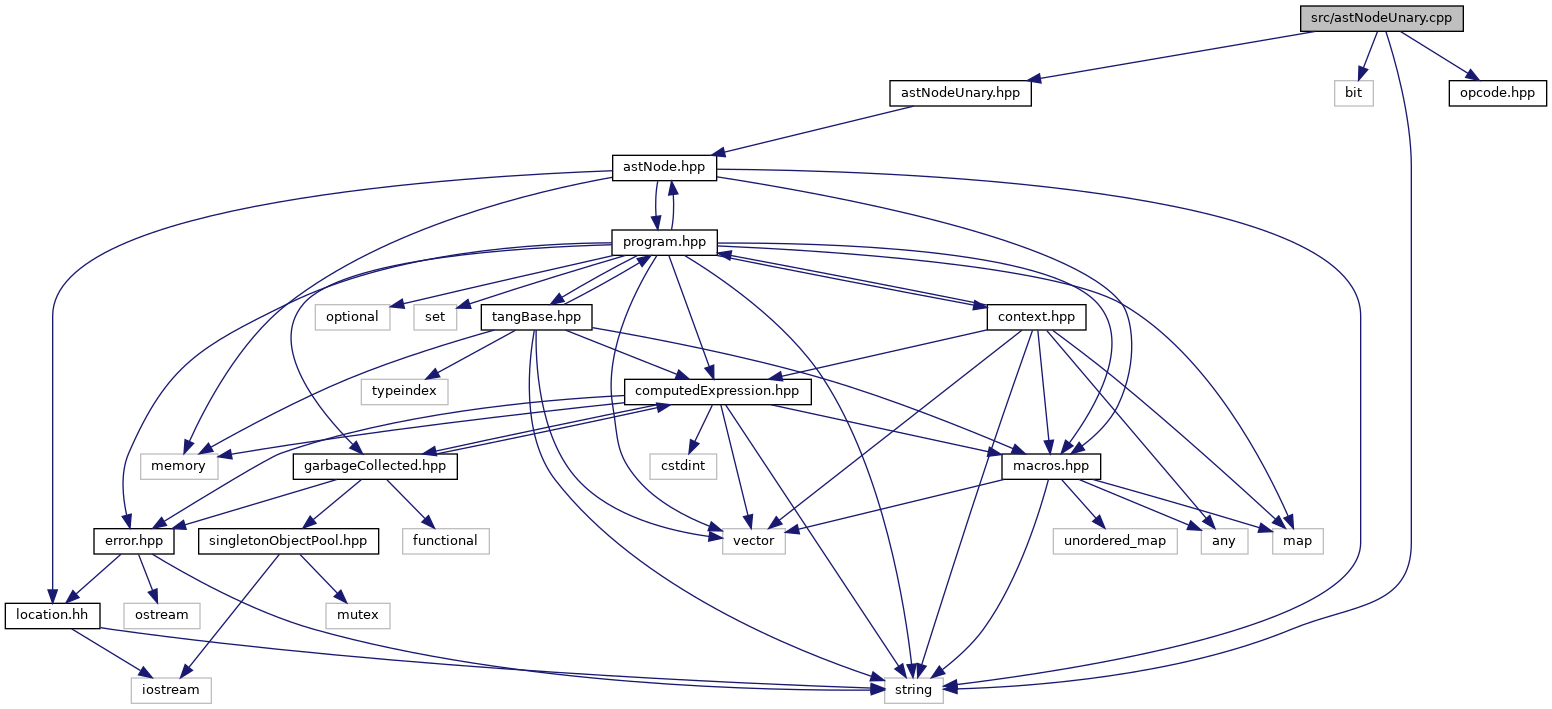 src/astNodeUnary.cpp
astNodeUnary.hpp
bit
opcode.hpp
astNode.hpp
program.hpp
optional
set
tangBase.hpp
context.hpp
typeindex
computedExpression.hpp
memory
garbageCollected.hpp
cstdint
macros.hpp
error.hpp
singletonObjectPool.hpp
functional
vector
unordered_map
any
map
location.hh
ostream
mutex
iostream
string